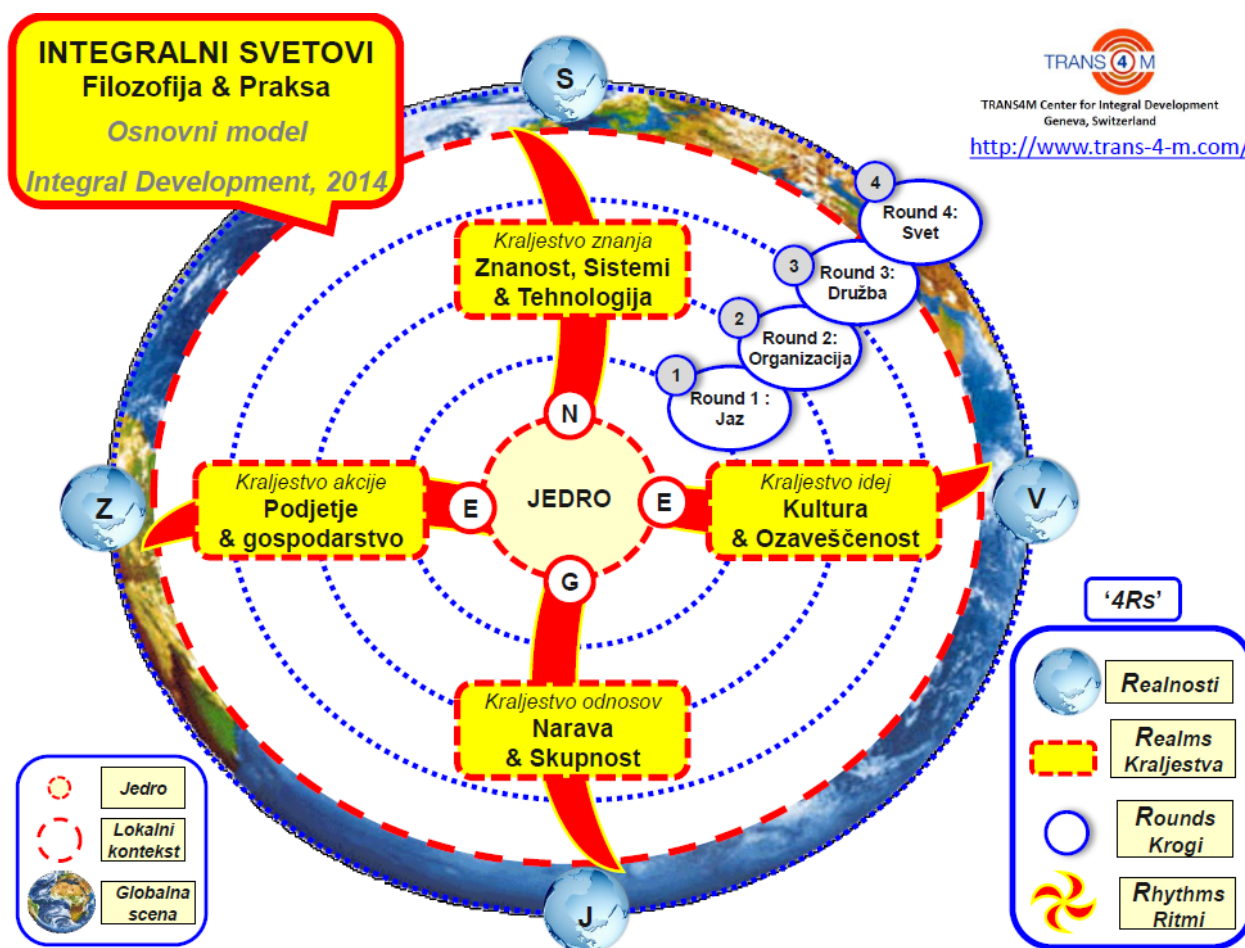 INTEGRALNI SVETOVI
Filozofija & Praksa
Osnovni model
Integral Development, 2014
S
TRANS 4 M
TRANS4M Center for Integral Development
Geneva, Switzerland
http://www.trans-4-m.com/
4
Round 4:
Svet
3
Round 3:
Družba
2
Round 2:
Organizacija
1
Round 1 :
Jaz
Kraljestvo znanja
Znanost, Sistemi
& Tehnologija
N
Z
Kraljestvo akcije
Podjetje
& gospodarstvo
E
JEDRO
E
Kraljestvo idej
Kultura
& Ozaveščenost
V
G
Kraljestvo odnosov
Narava
& Skupnost
J
Jedro
Lokalni
kontekst
Globalna
scena
‘4Rs’
Realnosti
Realms
Kraljestva
Rounds
Krogi
Rhythms
Ritmi